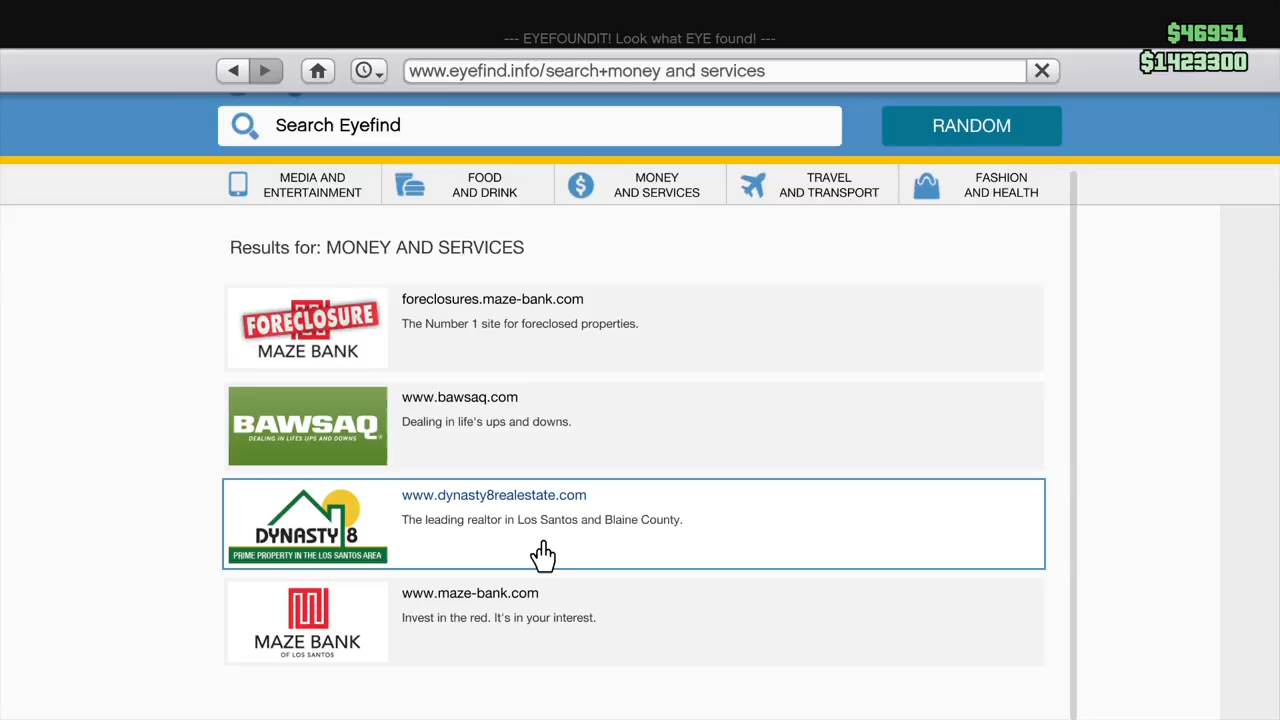 --- EYEFOUNDIT! Look what EYE found! ---
$46951
$1423300
www.eyefind.info/search+money and services
Search Eyefind
RANDOM
MEDIA AND
ENTERTAINMENT
FOOD
AND DRINK
MONEY
AND SERVICES
TRAVEL
AND TRANSPORT
FASHION
AND HEALTH
Results for: MONEY AND SERVICES
FORECLOSURE
MAZE BANK
foreclosures.maze-bank.com
The Number 1 site for foreclosed properties.
BAWSAQ
DEALING IN LIFES UPS AND DOWNS
www.bawsaq.com
Dealing in life's ups and downs.
DYNASTY 8
PRIME PROPERTY IN THE LOS SANTOS AREA
www.dynasty8realestate.com
The leading realtor in Los Santos and Blaine County.
MAZE BANK
OF LOS SANTOS
www.maze-bank.com
Invest in the red. It's in your interest.